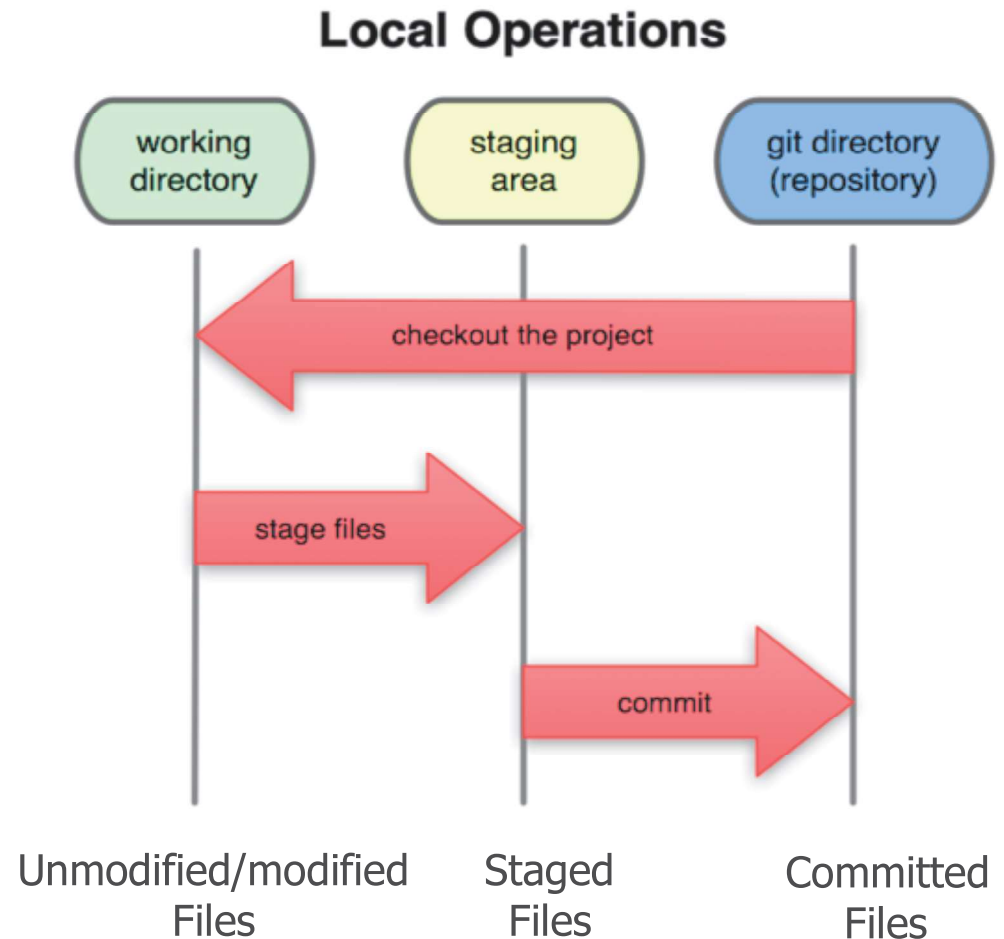 Local Operations
working
directory
staging
area
git directory
(repository)
checkout the project
stage files
commit
Unmodified/modified
Files
Staged
Files
Committed
Files